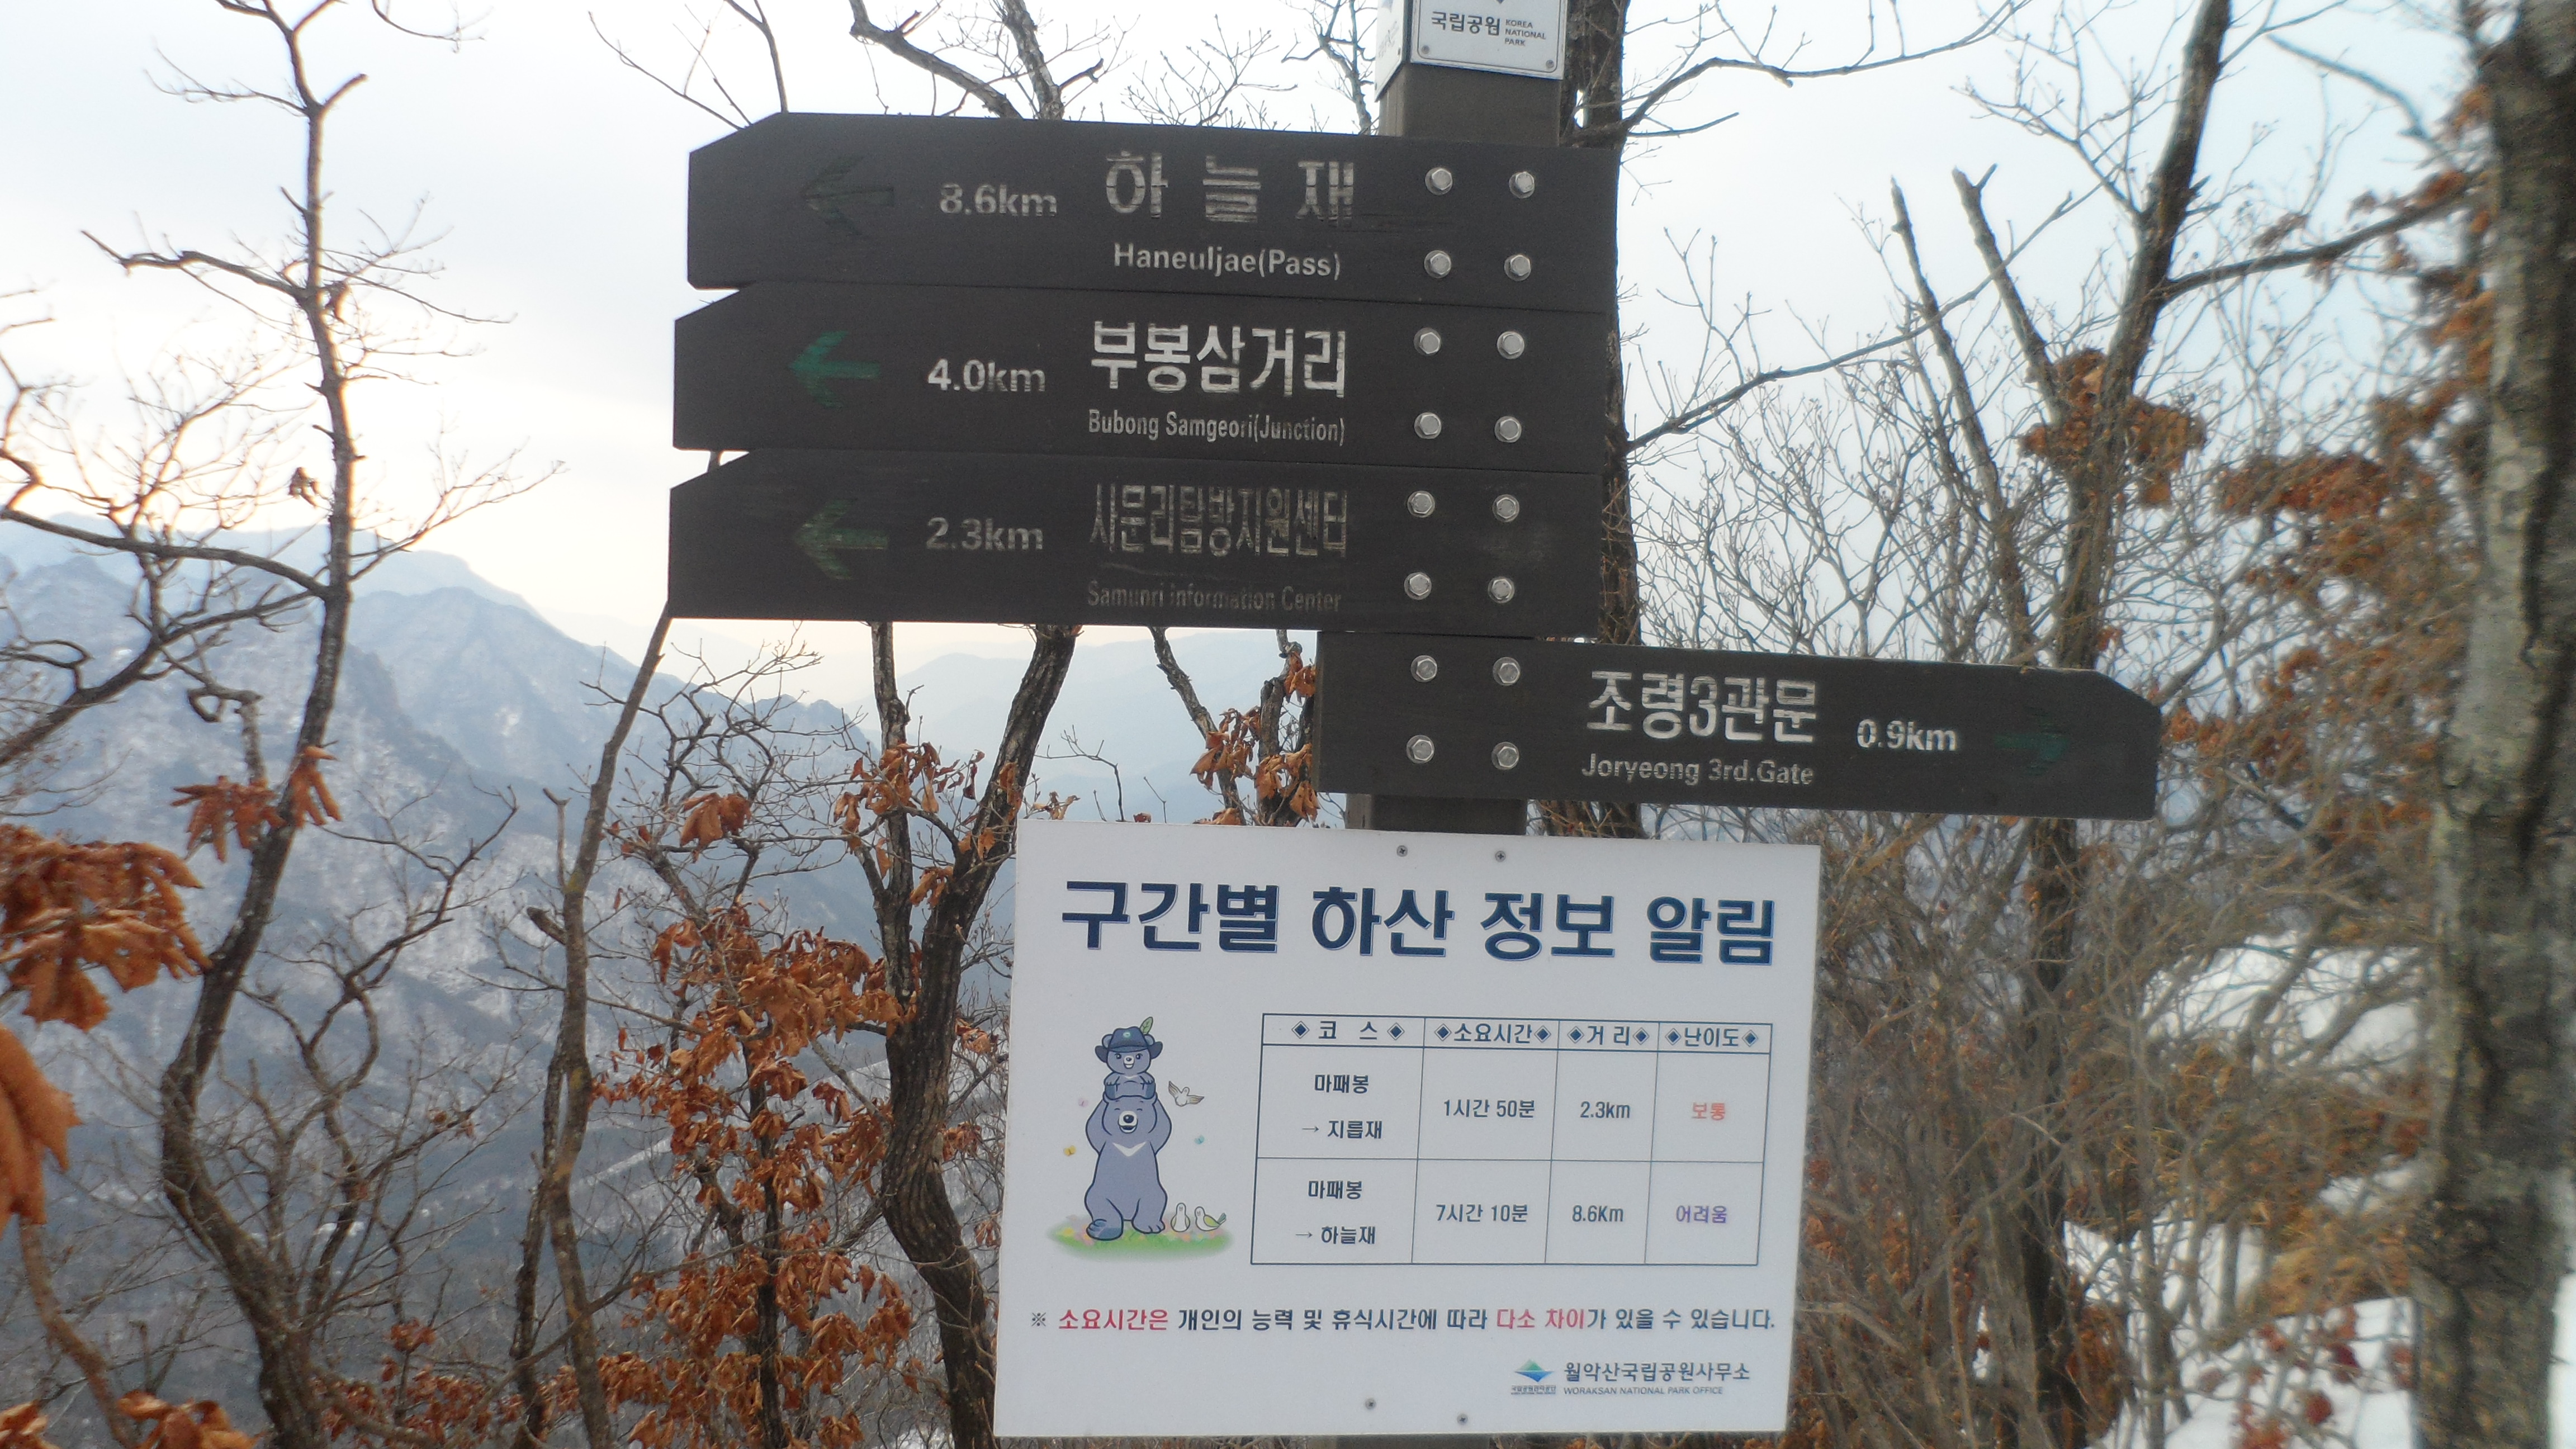 국립공원 KOREA NATIONAL PARK
8.6km 하늘재
Haneuljae(Pass)
4.0km 부봉삼거리
Bubong Samgeori(Junction)
2.3km 사문리탐방지원센터
Samunri Information Center
조령3관문 0.9km
Joryeong 3rd.Gate
구간별 하산 정보 알림
◆코 스◆ ◆소요시간◆ ◆거 리◆ ◆난이도◆
마패봉
→ 지릅재 1시간 50분 2.3km 보통
마패봉
→ 하늘재 7시간 10분 8.6Km 어려움
※ 소요시간은 개인의 능력 및 휴식시간에 따라 다소 차이가 있을 수 있습니다.
월악산국립공원사무소
WORAKSAN NATIONAL PARK OFFICE